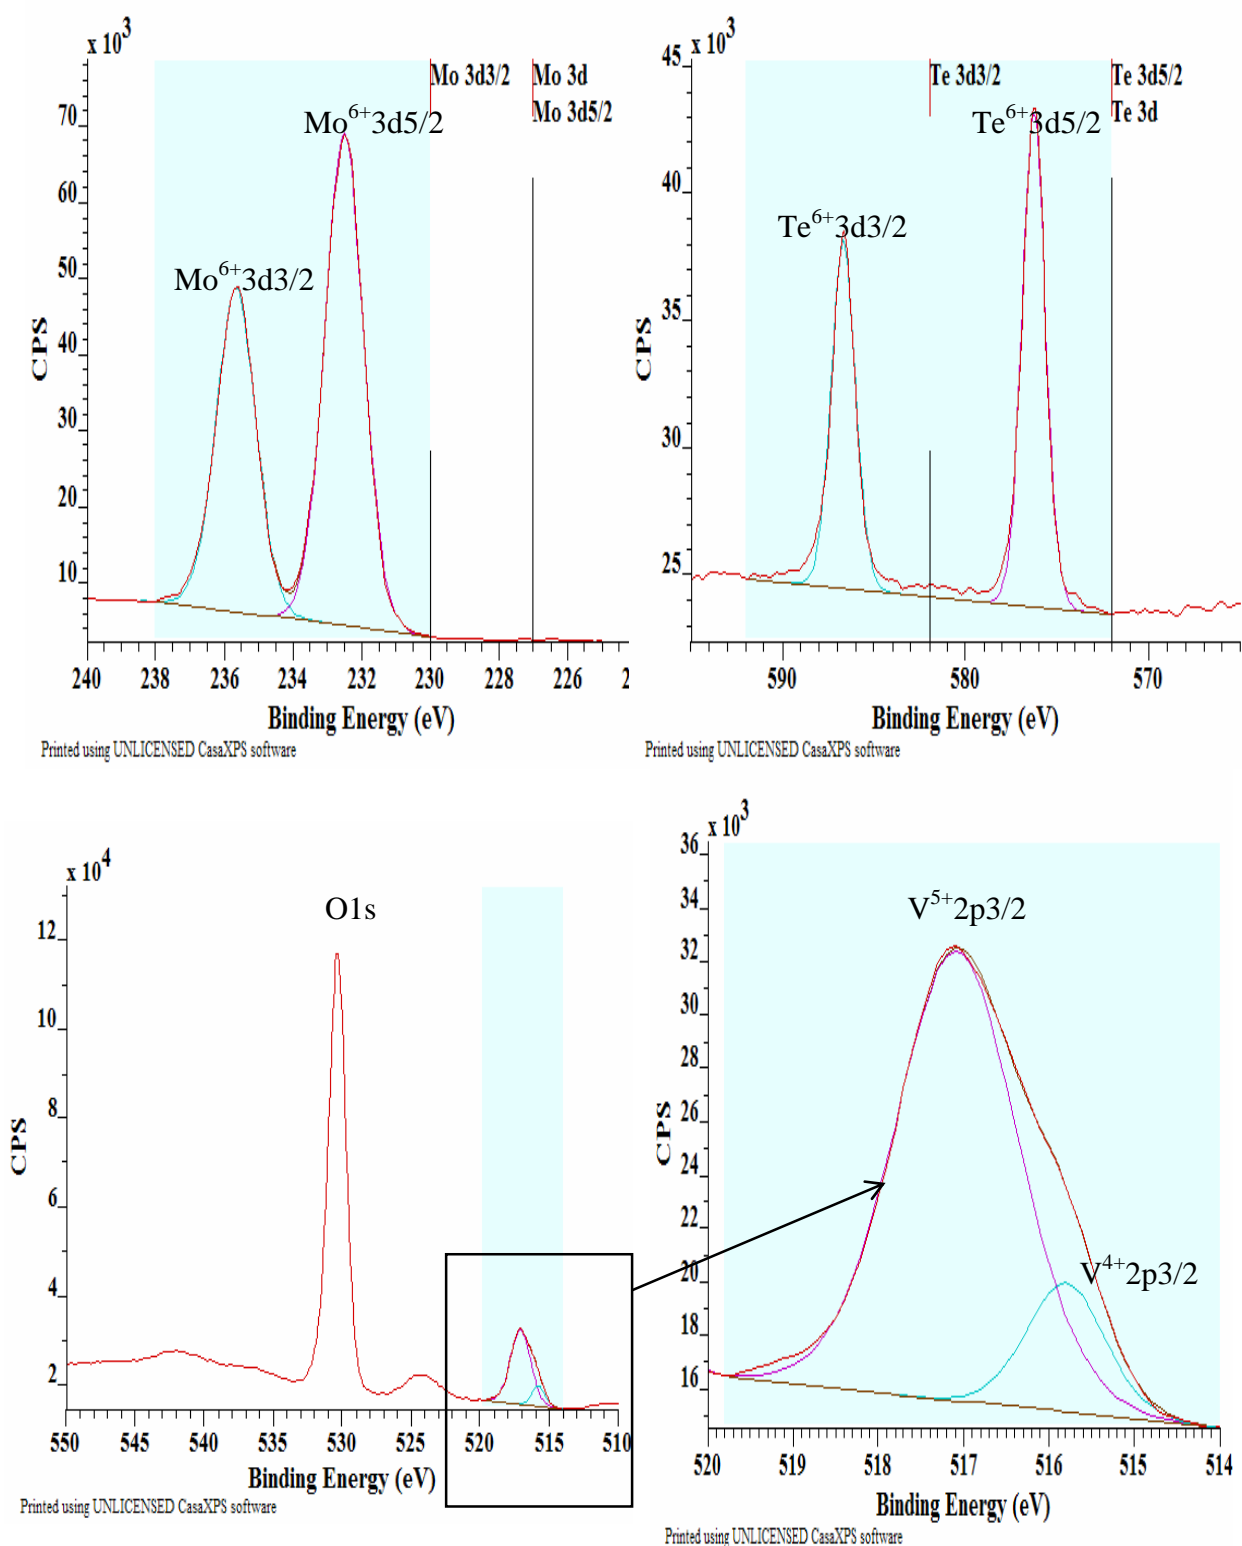 x 10³
Mo 3d3/2 Mo 3d
Mo 3d5/2
Mo⁶⁺3d5/2
Mo⁶⁺3d3/2
70
60
50
40
30
20
10
CPS
240 238 236 234 232 230 228 226 2
Binding Energy (eV)
Printed using UNLICENSED CasaXPS software
x 10³
Te 3d3/2 Te 3d5/2
Te 3d
Te⁶⁺3d5/2
Te⁶⁺3d3/2
45
40
35
30
25
CPS
590 580 570
Binding Energy (eV)
Printed using UNLICENSED CasaXPS software
x 10⁴
O1s
12
10
8
6
4
2
CPS
550 545 540 535 530 525 520 515 510
Binding Energy (eV)
Printed using UNLICENSED CasaXPS software
x 10³
V⁵⁺2p3/2
V⁴⁺2p3/2
36
34
32
30
28
26
24
22
20
18
16
CPS
520 519 518 517 516 515 514
Binding Energy (eV)
Printed using UNLICENSED CasaXPS software